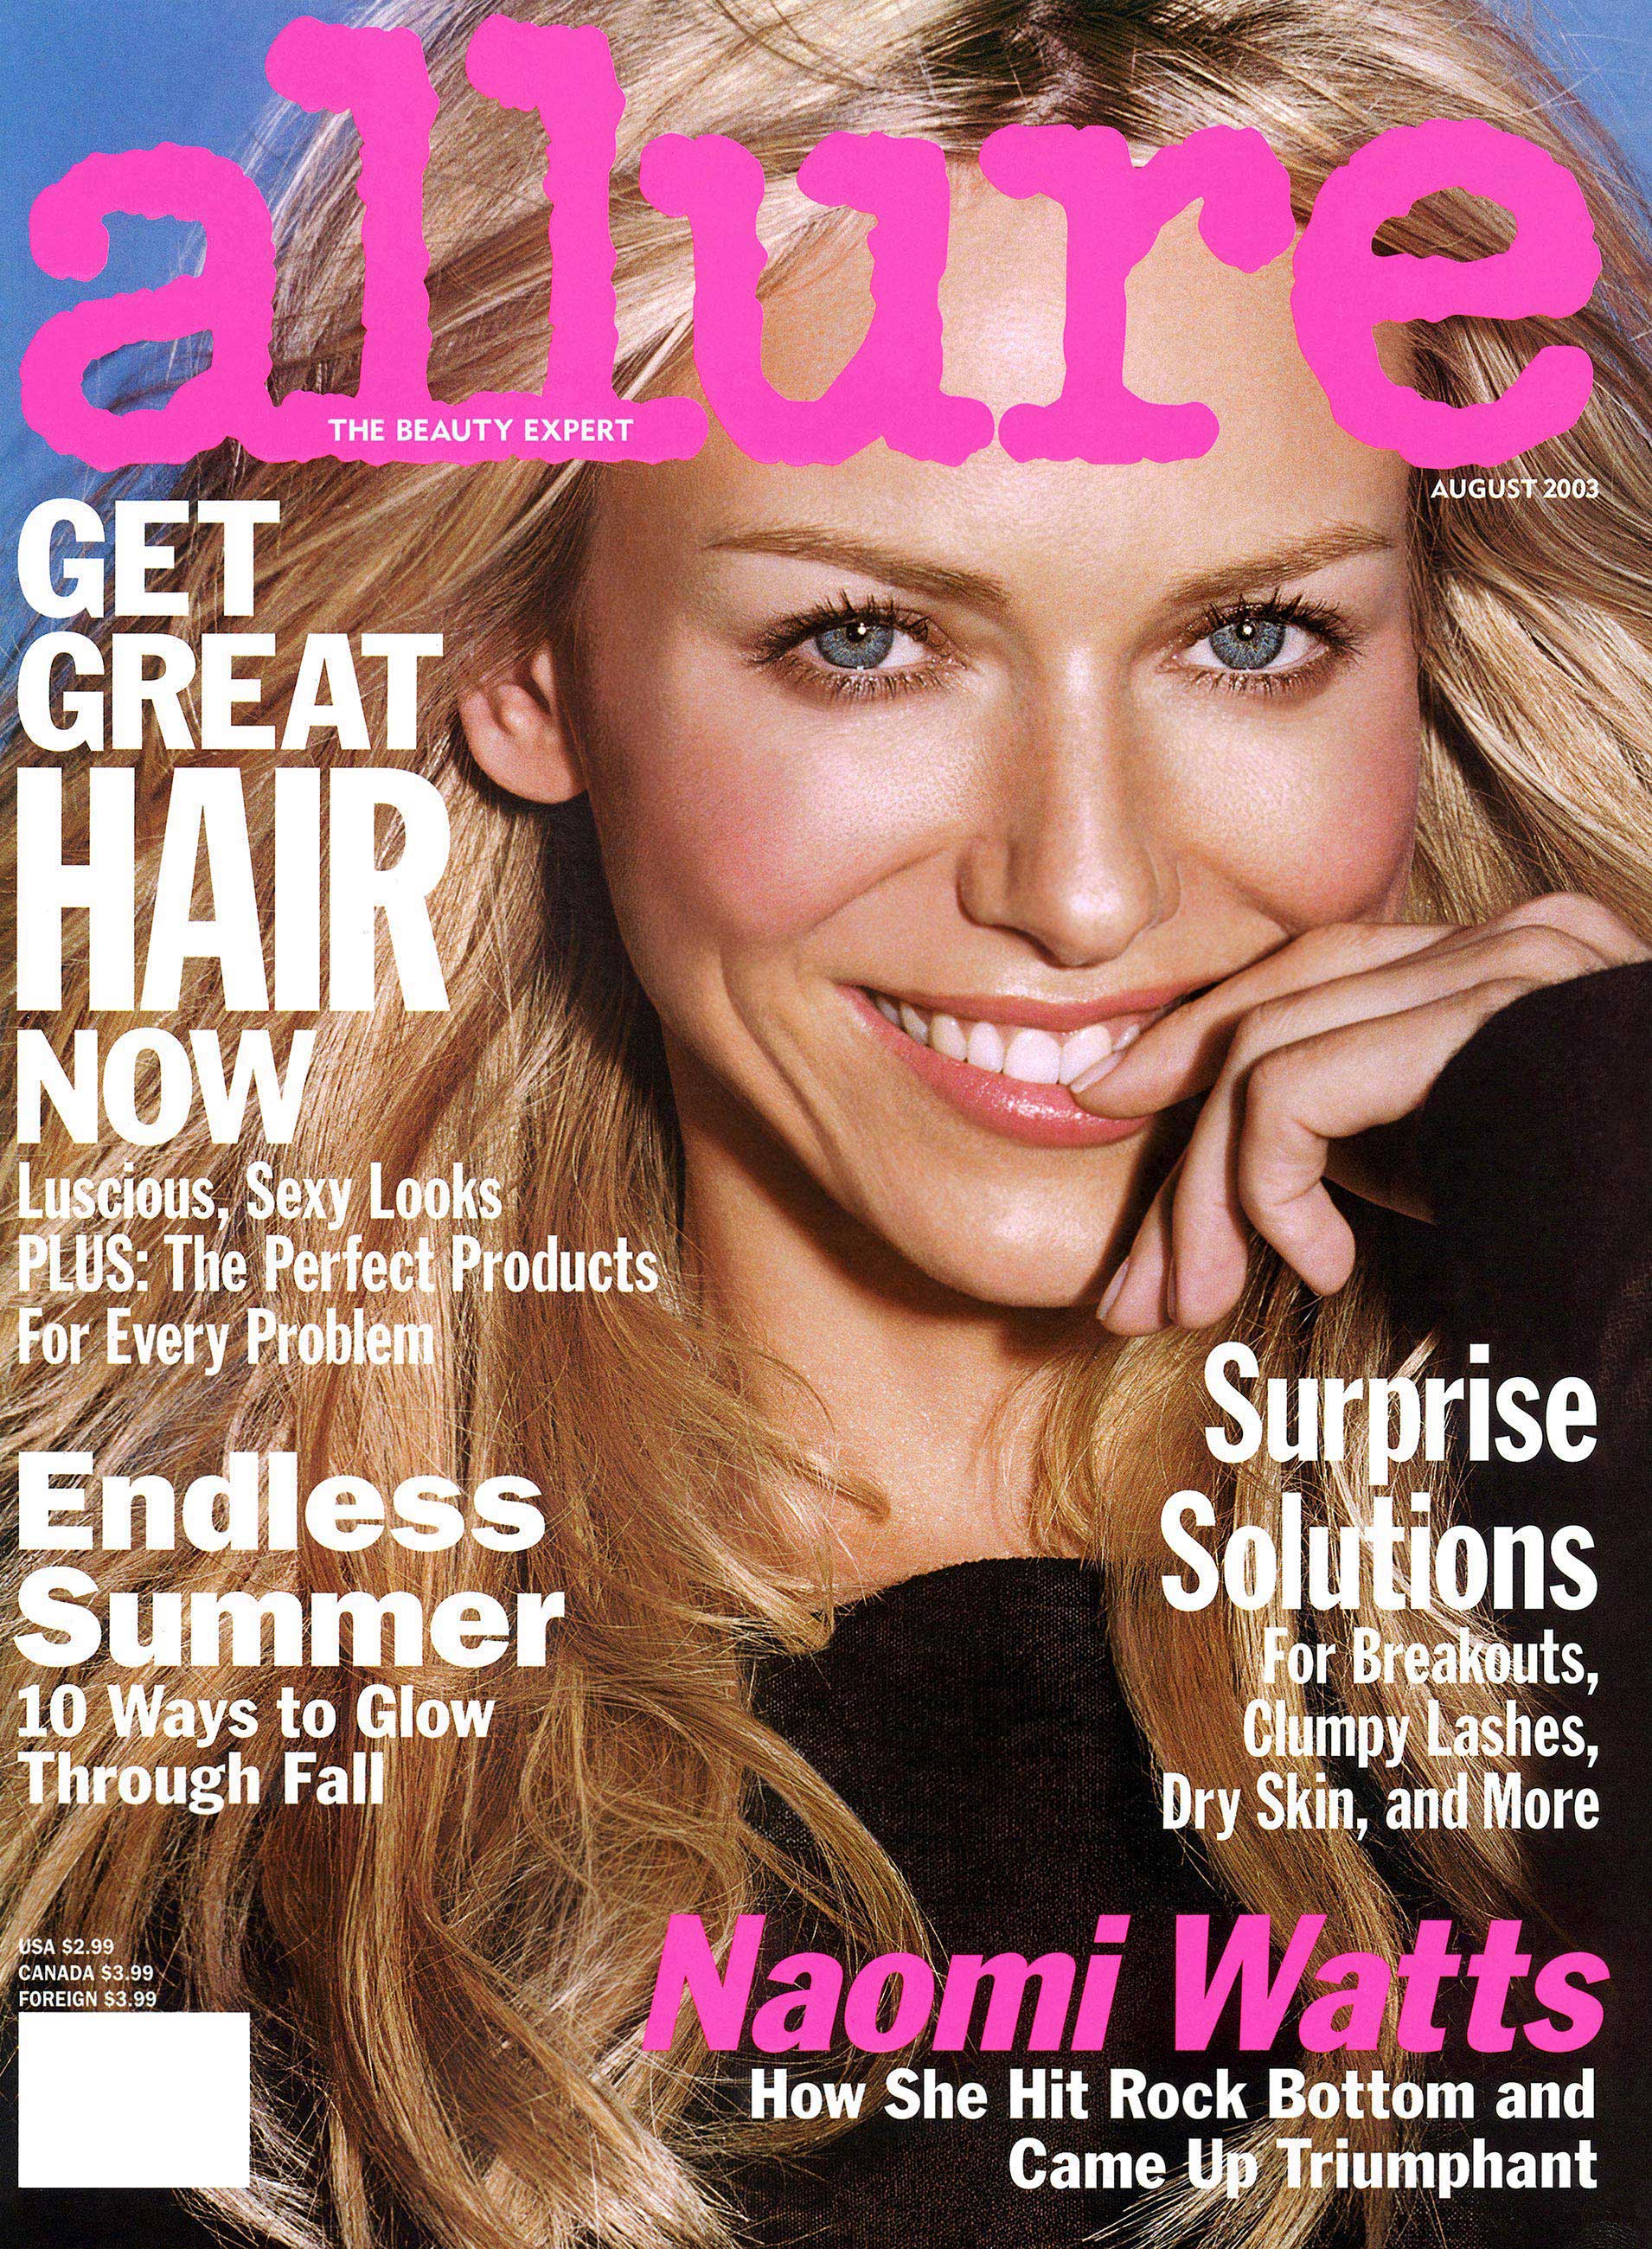 allure
THE BEAUTY EXPERT
AUGUST 2003
GET
GREAT
HAIR
NOW
Luscious, Sexy Looks
PLUS: The Perfect Products
For Every Problem
Endless
Summer
10 Ways to Glow
Through Fall
Surprise
Solutions
For Breakouts,
Clumpy Lashes,
Dry Skin, and More
USA $2.99
CANADA $3.99
FOREIGN $3.99
Naomi Watts
How She Hit Rock Bottom and
Came Up Triumphant